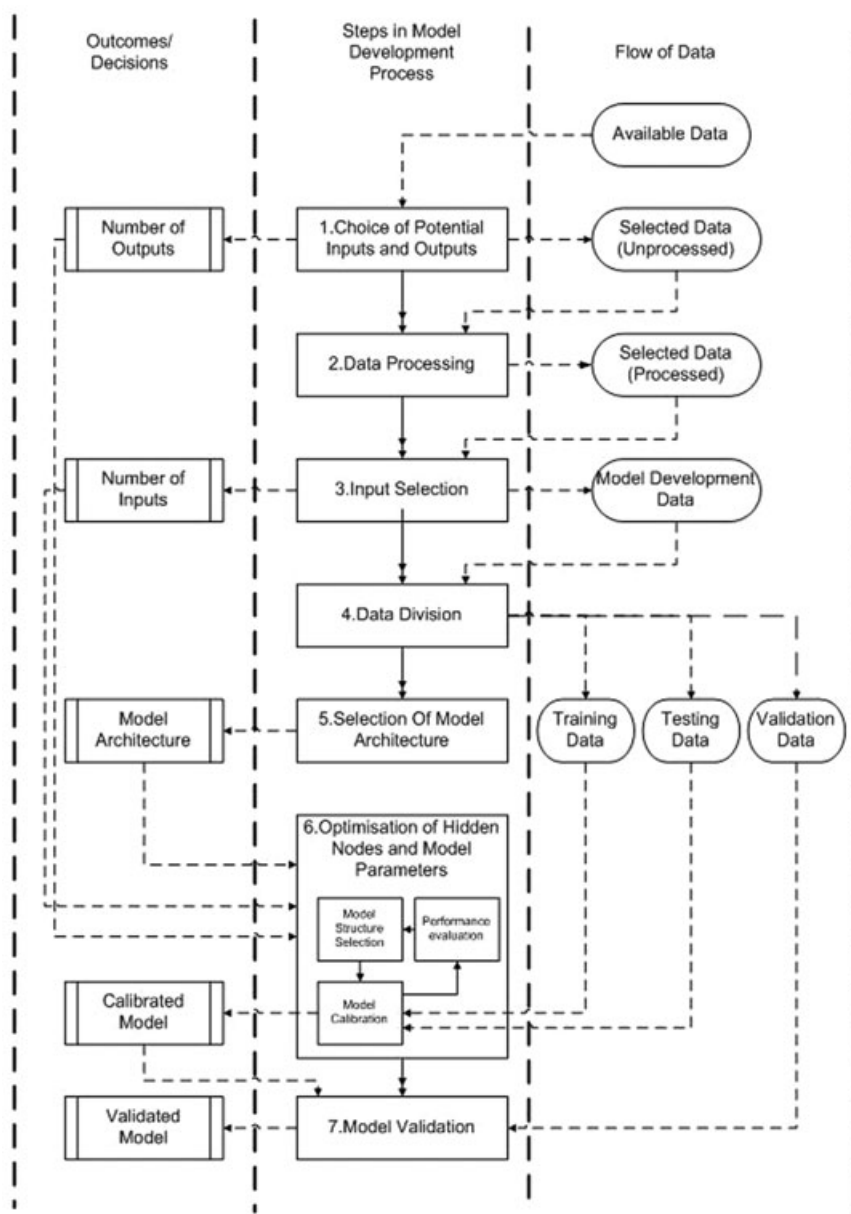 Outcomes/
Decisions
Steps in Model
Development
Process
Flow of Data
Available Data
Number of
Outputs
1.Choice of Potential
Inputs and Outputs
Selected Data
(Unprocessed)
2.Data Processing
Selected Data
(Processed)
Number of
Inputs
3.Input Selection
Model Development
Data
4.Data Division
Model
Architecture
5.Selection Of Model
Architecture
Training
Data
Testing
Data
Validation
Data
6.Optimisation of Hidden
Nodes and Model
Parameters
Model
Structure
Selection
Performance
evaluation
Calibrated
Model
Model
Calibration
Validated
Model
7.Model Validation